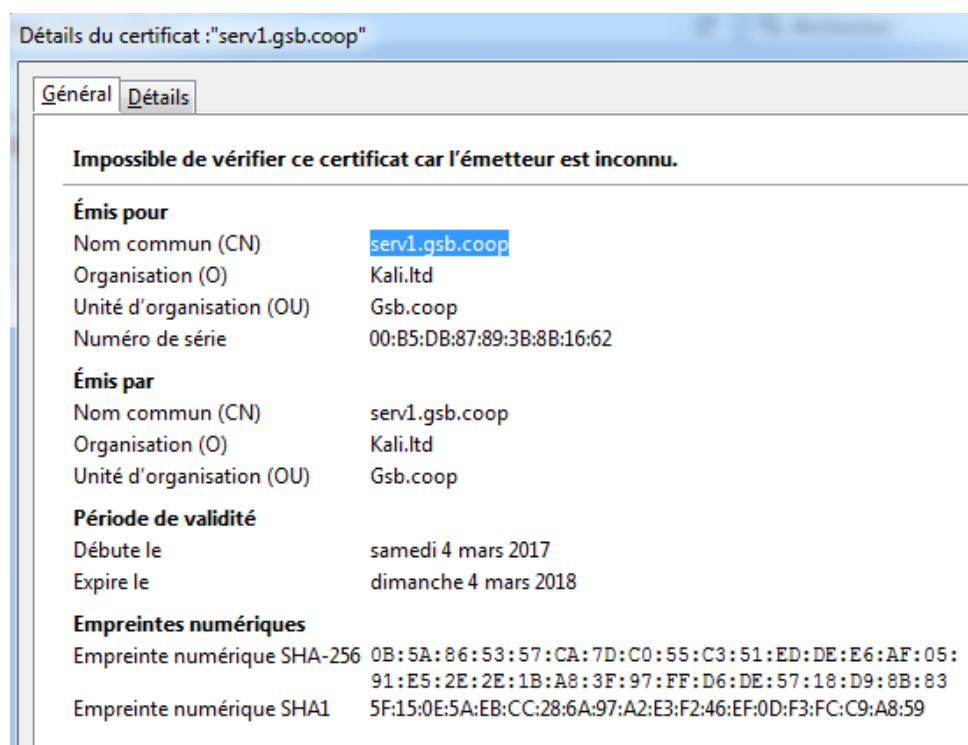 Détails du certificat :"serv1.gsb.coop"
Général Détails
Impossible de vérifier ce certificat car l'émetteur est inconnu.
Émis pour
Nom commun (CN) serv1.gsb.coop
Organisation (O) Kali.ltd
Unité d'organisation (OU) Gsb.coop
Numéro de série 00:B5:DB:87:89:3B:8B:16:62
Émis par
Nom commun (CN) serv1.gsb.coop
Organisation (O) Kali.ltd
Unité d'organisation (OU) Gsb.coop
Période de validité
Débute le samedi 4 mars 2017
Expire le dimanche 4 mars 2018
Empreintes numériques
Empreinte numérique SHA-256 0B:5A:86:53:57:CA:7D:C0:55:C3:51:ED:DE:E6:AF:05:
91:E5:2E:2E:1B:A8:3F:97:FF:D6:DE:57:18:D9:8B:83
Empreinte numérique SHA1 5F:15:0E:5A:EB:CC:28:6A:97:A2:E3:F2:46:EF:0D:F3:FC:C9:A8:59